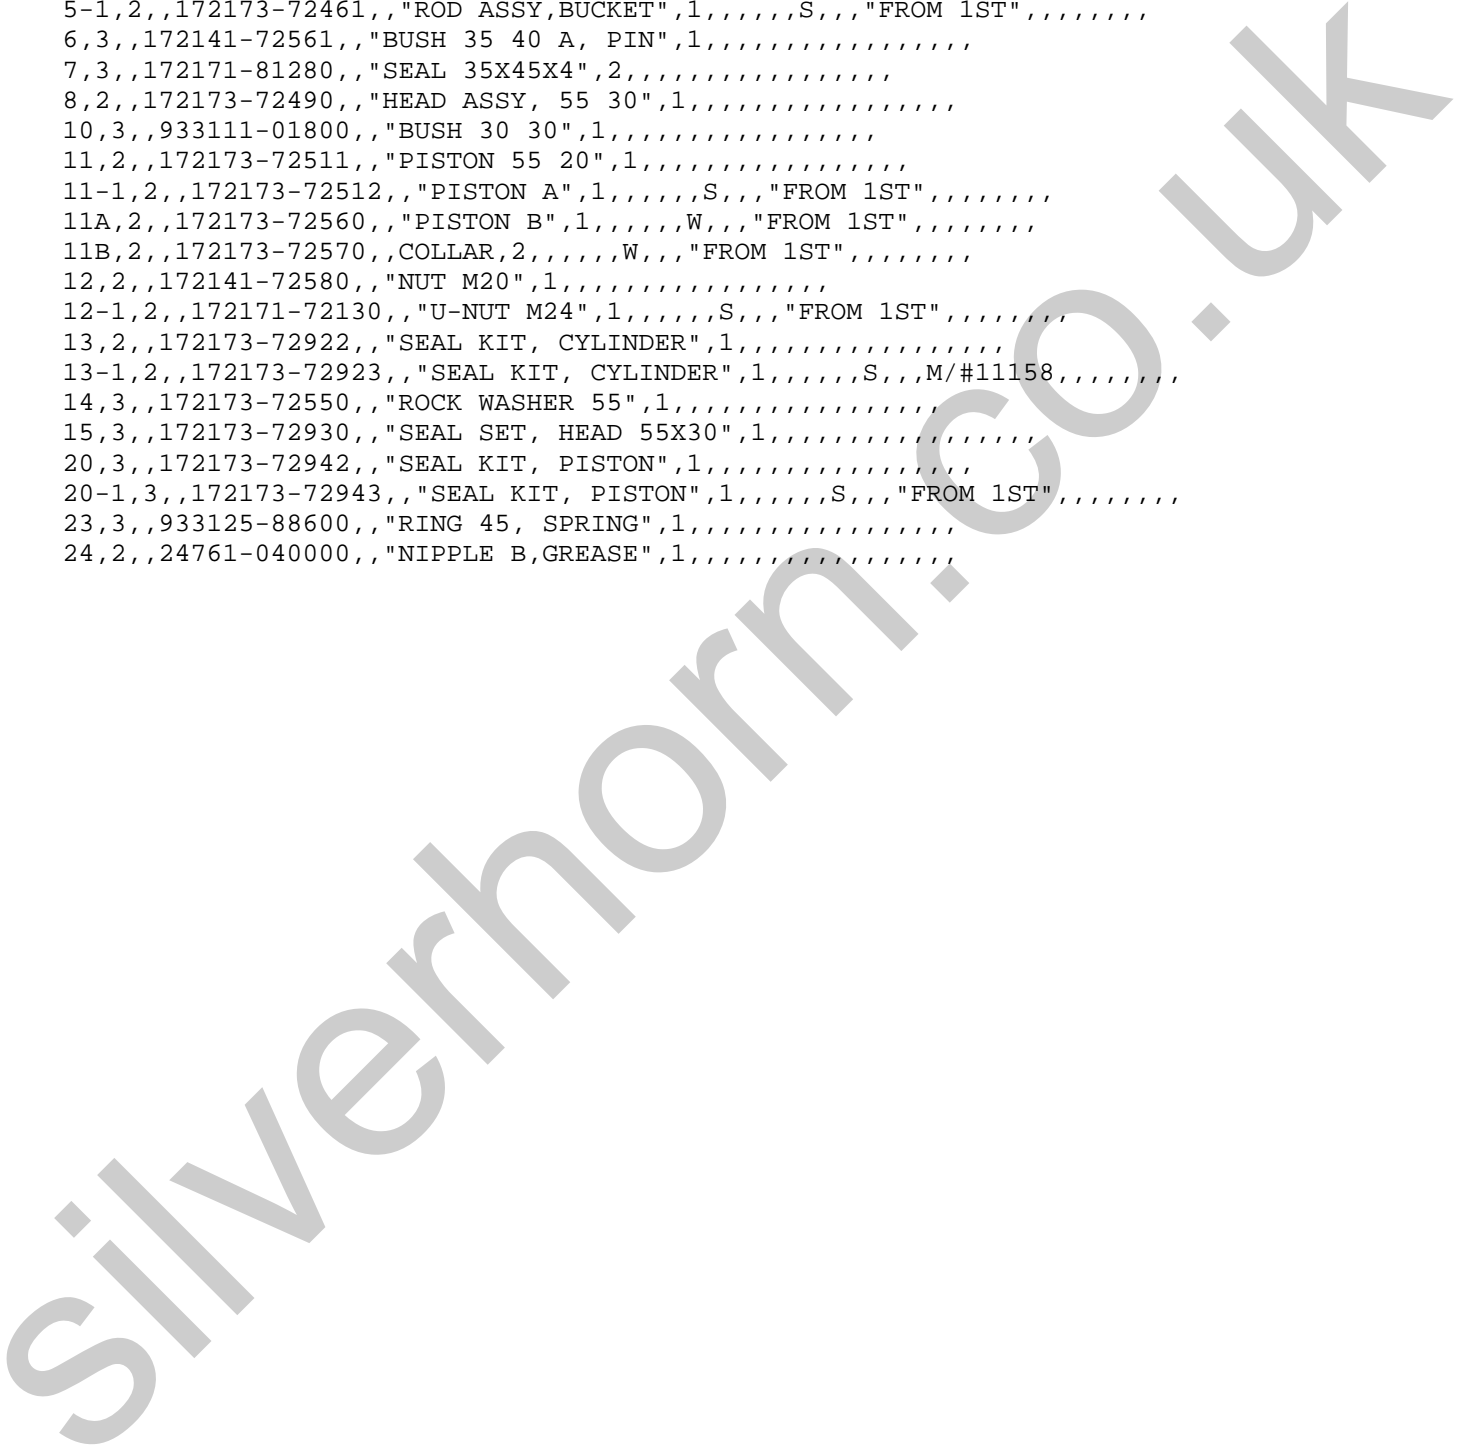 5-1,2,,172173-72461,,"ROD ASSY,BUCKET",1,,,,,,S,,,"FROM 1ST",,,,,,,,
6,3,,172141-72561,,"BUSH 35 40 A, PIN",1,,,,,,,,,,,,,,,,,
7,3,,172171-81280,,"SEAL 35X45X4",2,,,,,,,,,,,,,,,,,
8,2,,172173-72490,,"HEAD ASSY, 55 30",1,,,,,,,,,,,,,,,,,
10,3,,933111-01800,,"BUSH 30 30",1,,,,,,,,,,,,,,,,,
11,2,,172173-72511,,"PISTON 55 20",1,,,,,,,,,,,,,,,,,
11-1,2,,172173-72512,,"PISTON A",1,,,,,,S,,,"FROM 1ST",,,,,,,,
11A,2,,172173-72560,,"PISTON B",1,,,,,,W,,,"FROM 1ST",,,,,,,,
11B,2,,172173-72570,,COLLAR,2,,,,,,W,,,"FROM 1ST",,,,,,,,
12,2,,172141-72580,,"NUT M20",1,,,,,,,,,,,,,,,,,
12-1,2,,172171-72130,,"U-NUT M24",1,,,,,,S,,,"FROM 1ST",,,,,,,,
13,2,,172173-72922,,"SEAL KIT, CYLINDER",1,,,,,,,,,,,,,,,,,
13-1,2,,172173-72923,,"SEAL KIT, CYLINDER",1,,,,,,S,,,M/#11158,,,,,,,,
14,3,,172173-72550,,"ROCK WASHER 55",1,,,,,,,,,,,,,,,,,
15,3,,172173-72930,,"SEAL SET, HEAD 55X30",1,,,,,,,,,,,,,,,,,
20,3,,172173-72942,,"SEAL KIT, PISTON",1,,,,,,,,,,,,,,,,,
20-1,3,,172173-72943,,"SEAL KIT, PISTON",1,,,,,,S,,,"FROM 1ST",,,,,,,,
23,3,,933125-88600,,"RING 45, SPRING",1,,,,,,,,,,,,,,,,,
24,2,,24761-040000,,"NIPPLE B,GREASE",1,,,,,,,,,,,,,,,,,
silverhorn.co.uk